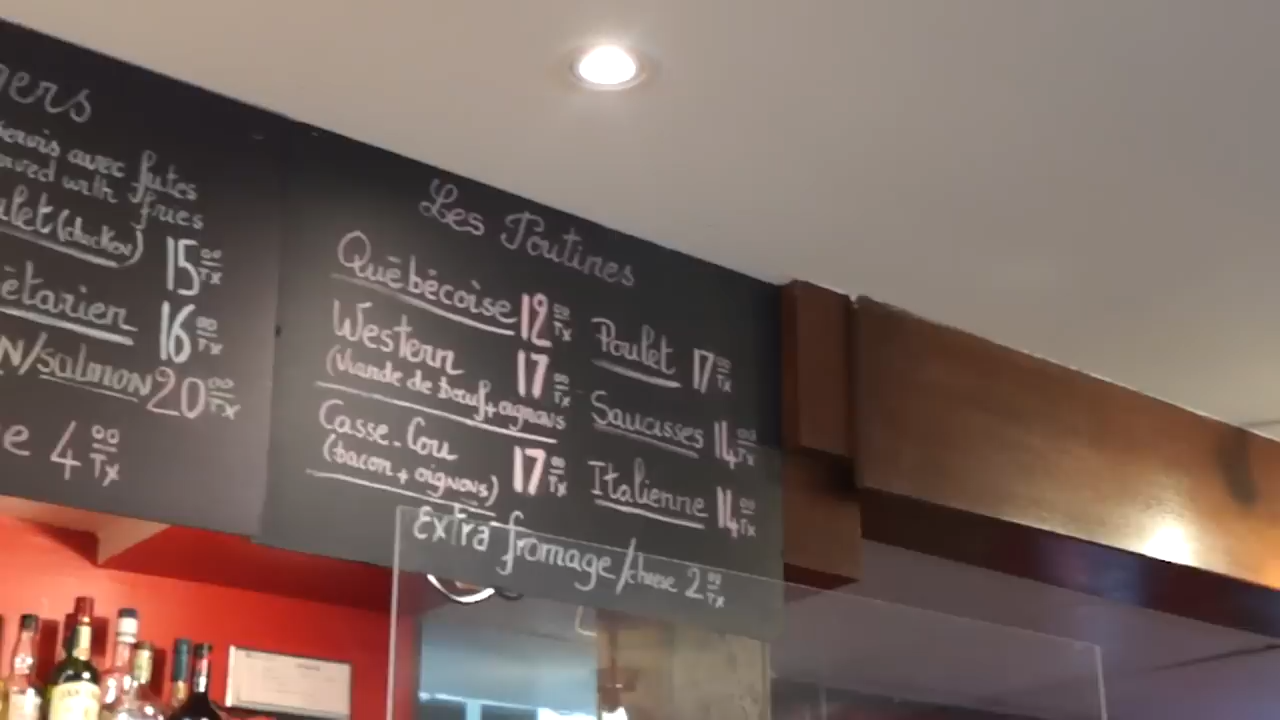 gers
servis avec frites
served with fries
ulet (chicken) 15 00 TX
étarien 16 00 TX
N/salmon 20 00 TX
e 4 00 TX
Les Poutines
Québécoise 12 00 TX
Western 17 00 TX
(viande de bœuf + oignons
Casse-Cou 17 00 TX
(bacon + oignons)
Poulet 17 00 TX
Saucisses 14 00 TX
Italienne 14 00 TX
Extra fromage/cheese 2 00 TX